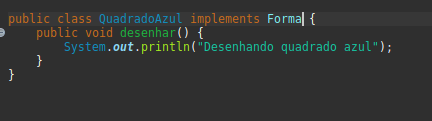 public class QuadradoAzul implements Forma {
    public void desenhar() {
        System.out.println("Desenhando quadrado azul");
    }
}